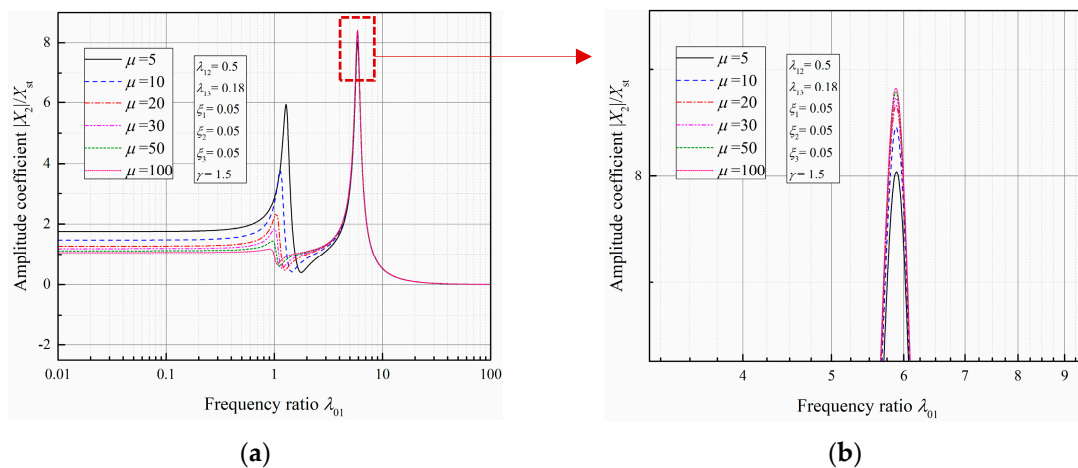 8
6
4
2
0
-2
0.01
0.1
1
10
100
Amplitude coefficient |X₂|/Xst
Frequency ratio λ₀₁
μ=5
μ=10
μ=20
μ=30
μ=50
μ=100
λ₁₂= 0.5
λ₁₃= 0.18
ξ₁= 0.05
ξ₂= 0.05
ξ₃= 0.05
γ= 1.5
(a)
8
4
5
6
7
8
9
Amplitude coefficient |X₂|/Xst
Frequency ratio λ₀₁
μ=5
μ=10
μ=20
μ=30
μ=50
μ=100
λ₁₂= 0.5
λ₁₃= 0.18
ξ₁= 0.05
ξ₂= 0.05
ξ₃= 0.05
γ= 1.5
(b)